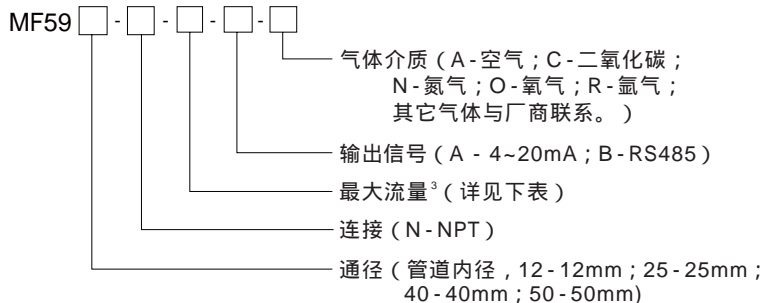 MF59 □ - □ - □ - □ - □
气体介质（A-空气；C-二氧化碳；
N-氮气；O-氧气；R-氩气；
其它气体与厂商联系。）
输出信号（A - 4~20mA；B-RS485）
最大流量³（详见下表）
连接（N-NPT）
通径（管道内径，12-12mm；25-25mm；
40-40mm；50-50mm)